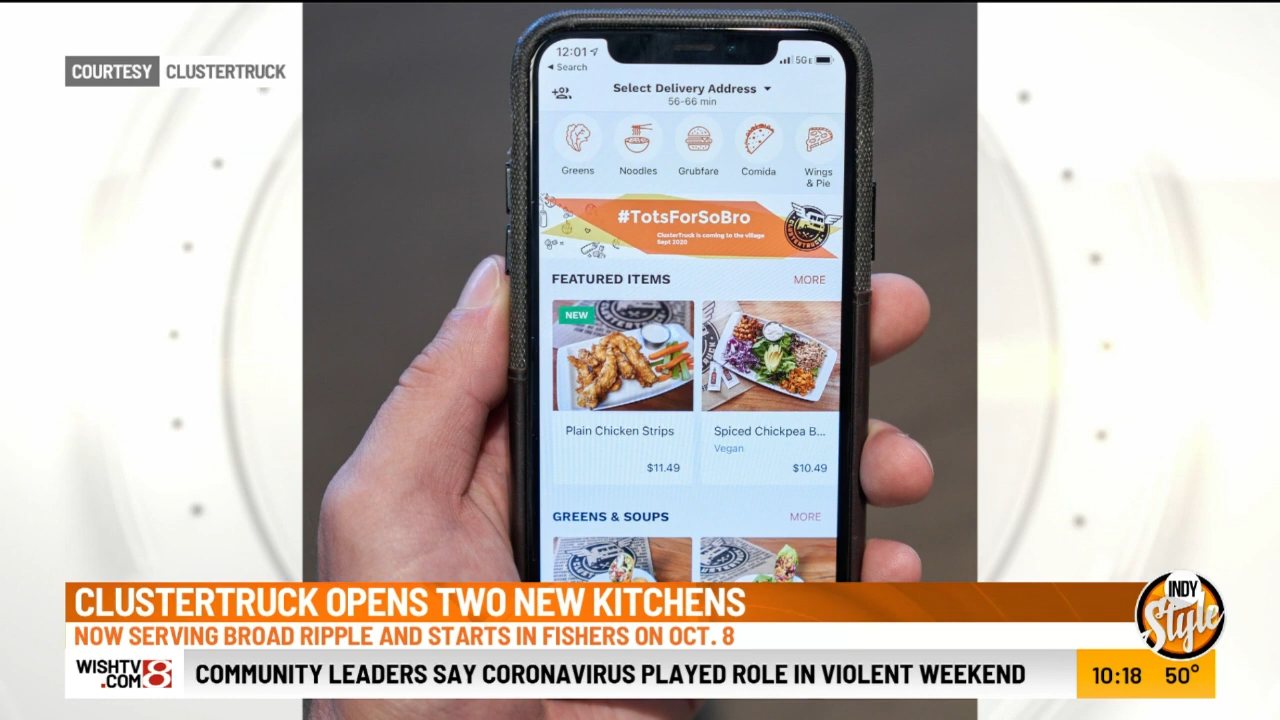 COURTESY CLUSTERTRUCK
12:01
Search
5GE
Select Delivery Address
56-66 min
Greens Noodles Grubfare Comida Wings
& Pie
#TotsForSoBro
ClusterTruck is coming to the village
Sept 2020
CLUSTERTRUCK
FEATURED ITEMS MORE
NEW
Plain Chicken Strips
$11.49
Spiced Chickpea B...
Vegan
$10.49
GREENS & SOUPS MORE
CLUSTERTRUCK OPENS TWO NEW KITCHENS
NOW SERVING BROAD RIPPLE AND STARTS IN FISHERS ON OCT. 8
INDY
Style
WISHTV
.COM 8
COMMUNITY LEADERS SAY CORONAVIRUS PLAYED ROLE IN VIOLENT WEEKEND
10:18 50°